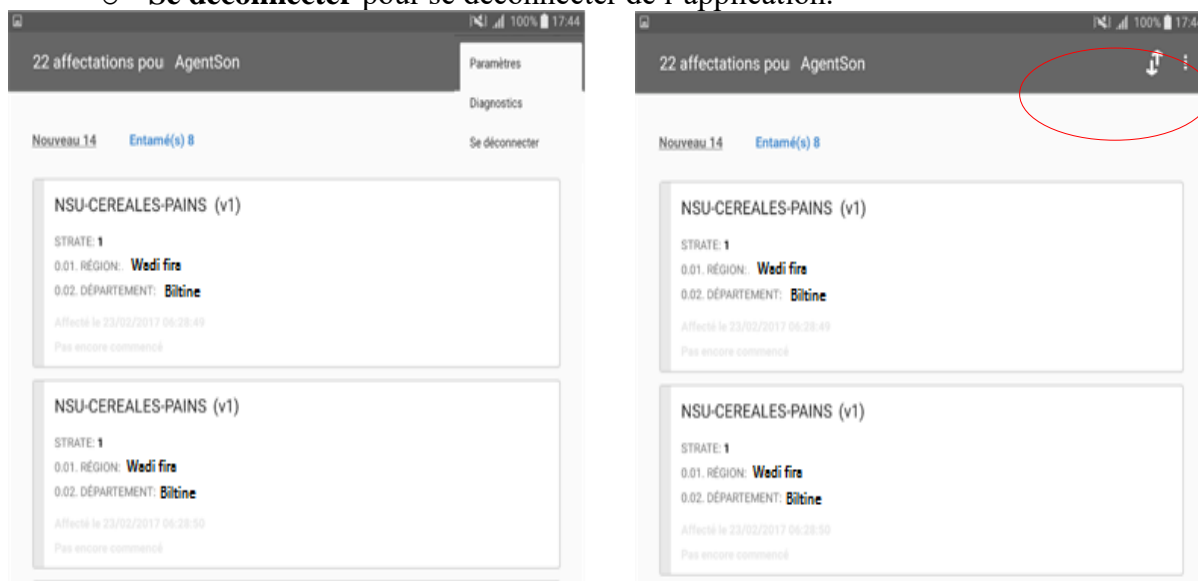 o Se déconnecter pour se déconnecter de l'application.
100% 17:44
22 affectations pou AgentSon
Paramètres
Diagnostics
Se déconnecter
Nouveau 14 Entamé(s) 8
NSU-CEREALES-PAINS (v1)
STRATE: 1
0.01. RÉGION:. Wadi fira
0.02. DÉPARTEMENT: Biltine
Affecté le 23/02/2017 06:28:49
Pas encore commencé
NSU-CEREALES-PAINS (v1)
STRATE: 1
0.01. RÉGION: Wadi fira
0.02. DÉPARTEMENT: Biltine
Affecté le 23/02/2017 06:28:50
Pas encore commencé
100% 17:44
22 affectations pou AgentSon
Nouveau 14 Entamé(s) 8
NSU-CEREALES-PAINS (v1)
STRATE: 1
0.01. RÉGION:. Wadi fira
0.02. DÉPARTEMENT: Biltine
Affecté le 23/02/2017 06:28:49
Pas encore commencé
NSU-CEREALES-PAINS (v1)
STRATE: 1
0.01. RÉGION: Wadi fira
0.02. DÉPARTEMENT: Biltine
Affecté le 23/02/2017 06:28:50
Pas encore commencé